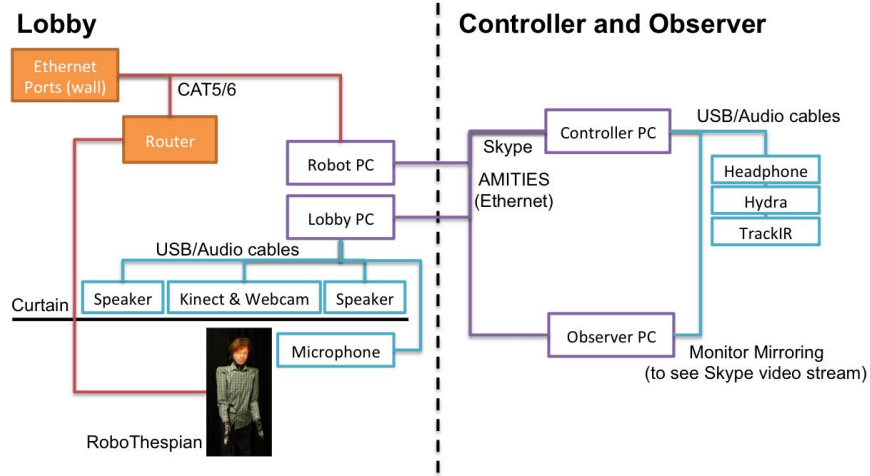 Lobby
Controller and Observer
Ethernet
Ports (wall)
CAT5/6
Router
Robot PC
Lobby PC
Skype
AMITIES
(Ethernet)
Controller PC
USB/Audio cables
Headphone
Hydra
TrackIR
USB/Audio cables
Speaker
Kinect & Webcam
Speaker
Curtain
Microphone
Observer PC
Monitor Mirroring
(to see Skype video stream)
RoboThespian